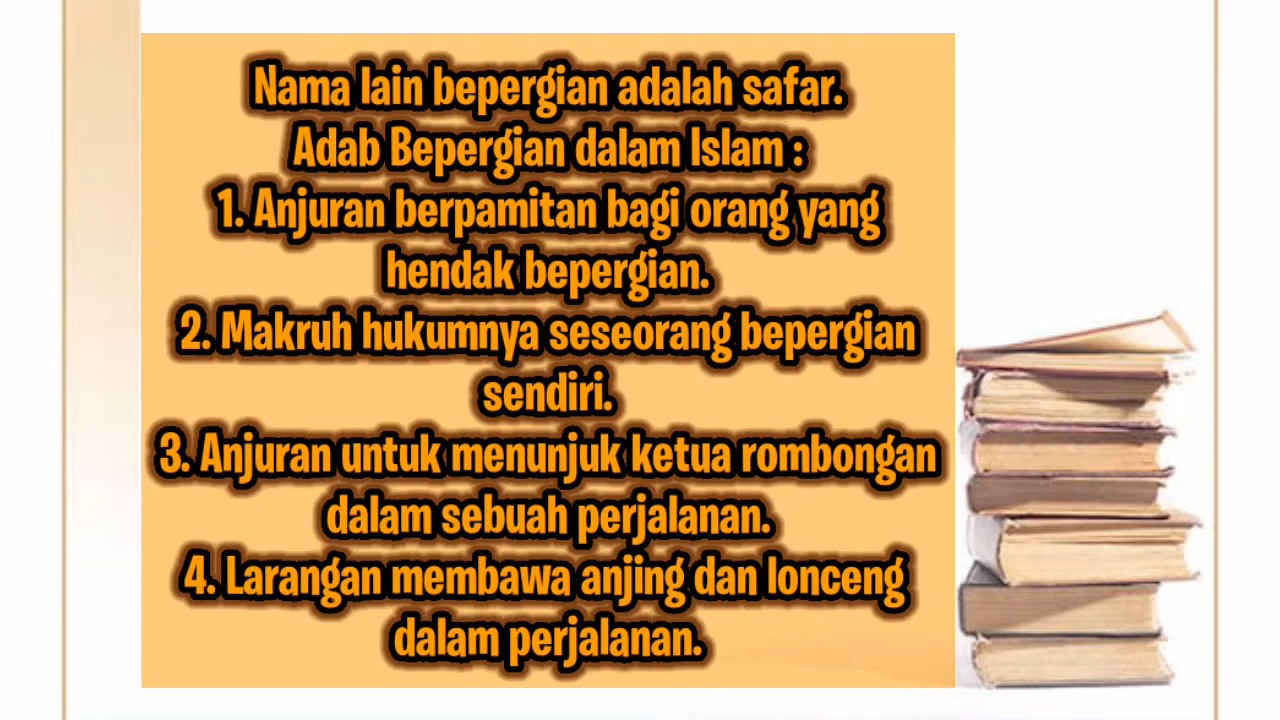 Nama lain bepergian adalah safar.
Adab Bepergian dalam Islam :
1. Anjuran berpamitan bagi orang yang
hendak bepergian.
2. Makruh hukumnya seseorang bepergian
sendiri.
3. Anjuran untuk menunjuk ketua rombongan
dalam sebuah perjalanan.
4. Larangan membawa anjing dan lonceng
dalam perjalanan.